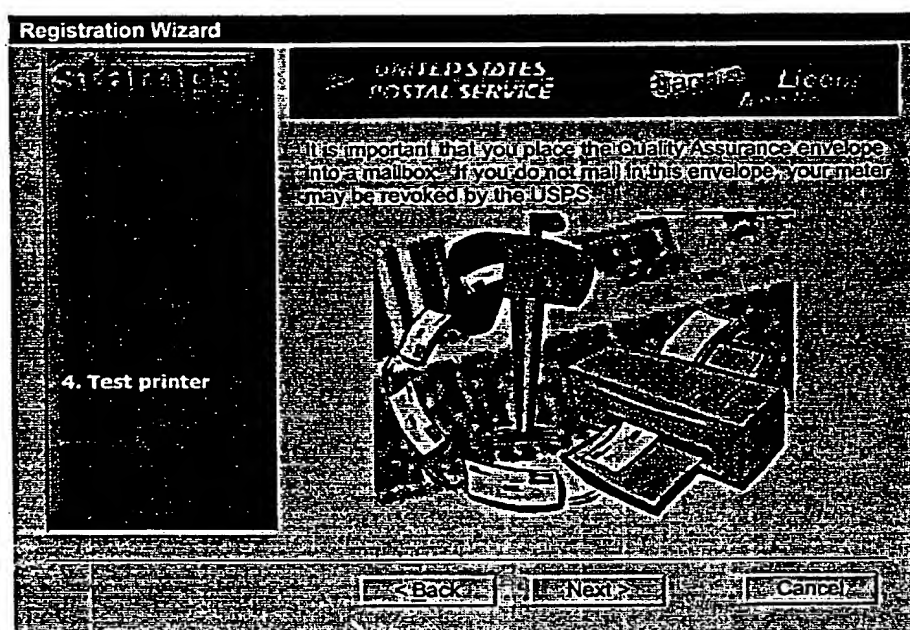 Registration Wizard
stamps
UNITED STATES
POSTAL SERVICE
It is important that you place the Quality Assurance envelope
into a mailbox. If you do not mail in this envelope, your meter
may be revoked by the USPS.
4. Test printer
< Back
Next >
Cancel